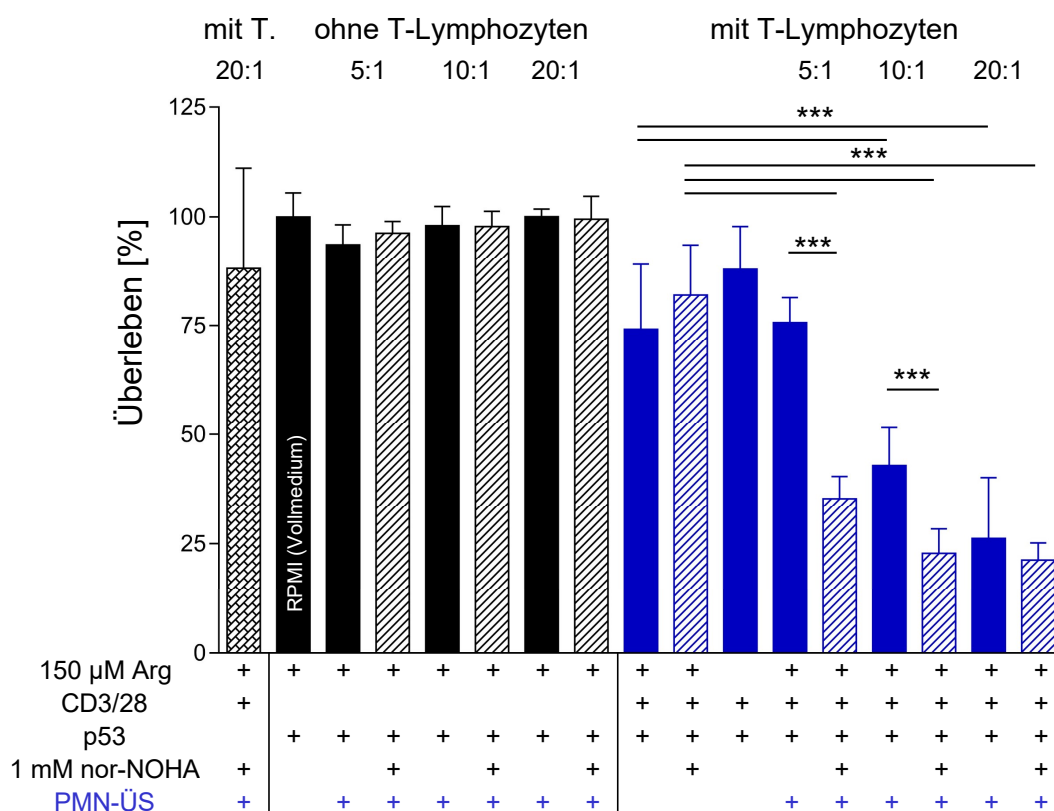 mit T. ohne T-Lymphozyten mit T-Lymphozyten
20:1 5:1 10:1 20:1 5:1 10:1 20:1
125
100
75
50
25
0
Überleben [%]
RPMI (Vollmedium)
***
***
***
***
150 µM Arg + + + + + + + + + + + + + + + +
CD3/28 + + + + + + + + + +
p53 + + + + + + + + + + + + + + + +
1 mM nor-NOHA + + + + + + + +
PMN-ÜS + + + + + + + + + + + + +